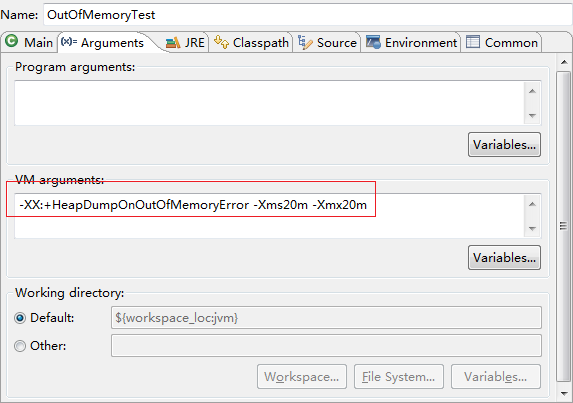 Name: OutOfMemoryTest
Main (x)= Arguments JRE Classpath Source Environment Common
Program arguments:
Variables...
VM arguments:
-XX:+HeapDumpOnOutOfMemoryError -Xms20m -Xmx20m
Variables...
Working directory:
Default: ${workspace_loc:jvm}
Other:
Workspace... File System... Variables...